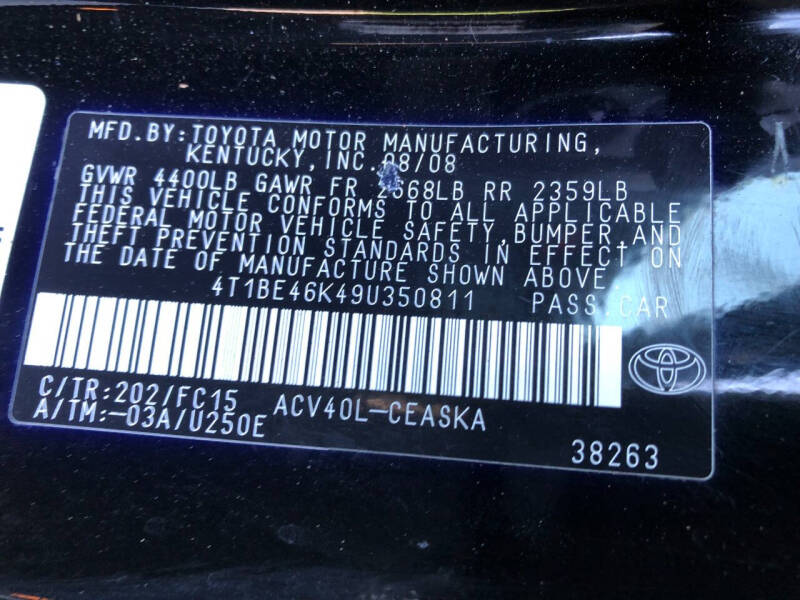 MFD.BY:TOYOTA MOTOR MANUFACTURING,
KENTUCKY,INC. 08/08
GVWR 4400LB GAWR FR RR 2359LB
THIS VEHICLE CONFORMS TO ALL APPLICABLE
FEDERAL MOTOR VEHICLE SAFETY,BUMPER,AND
THEFT PREVENTION STANDARDS IN EFFECT ON
THE DATE OF MANUFACTURE SHOWN ABOVE.
4T1BE46K49U350811 PASS.CAR
C/TR:202/FC15 ACV40L-CEASKA
A/TM:-03A/U250E
38263